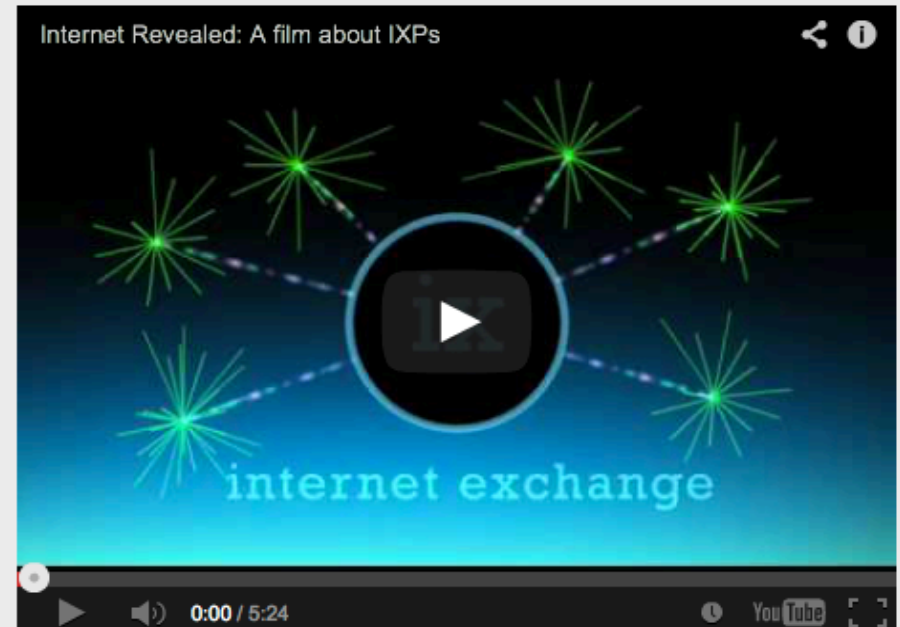 Internet Revealed: A film about IXPs
ix
internet exchange
0:00 / 5:24
YouTube